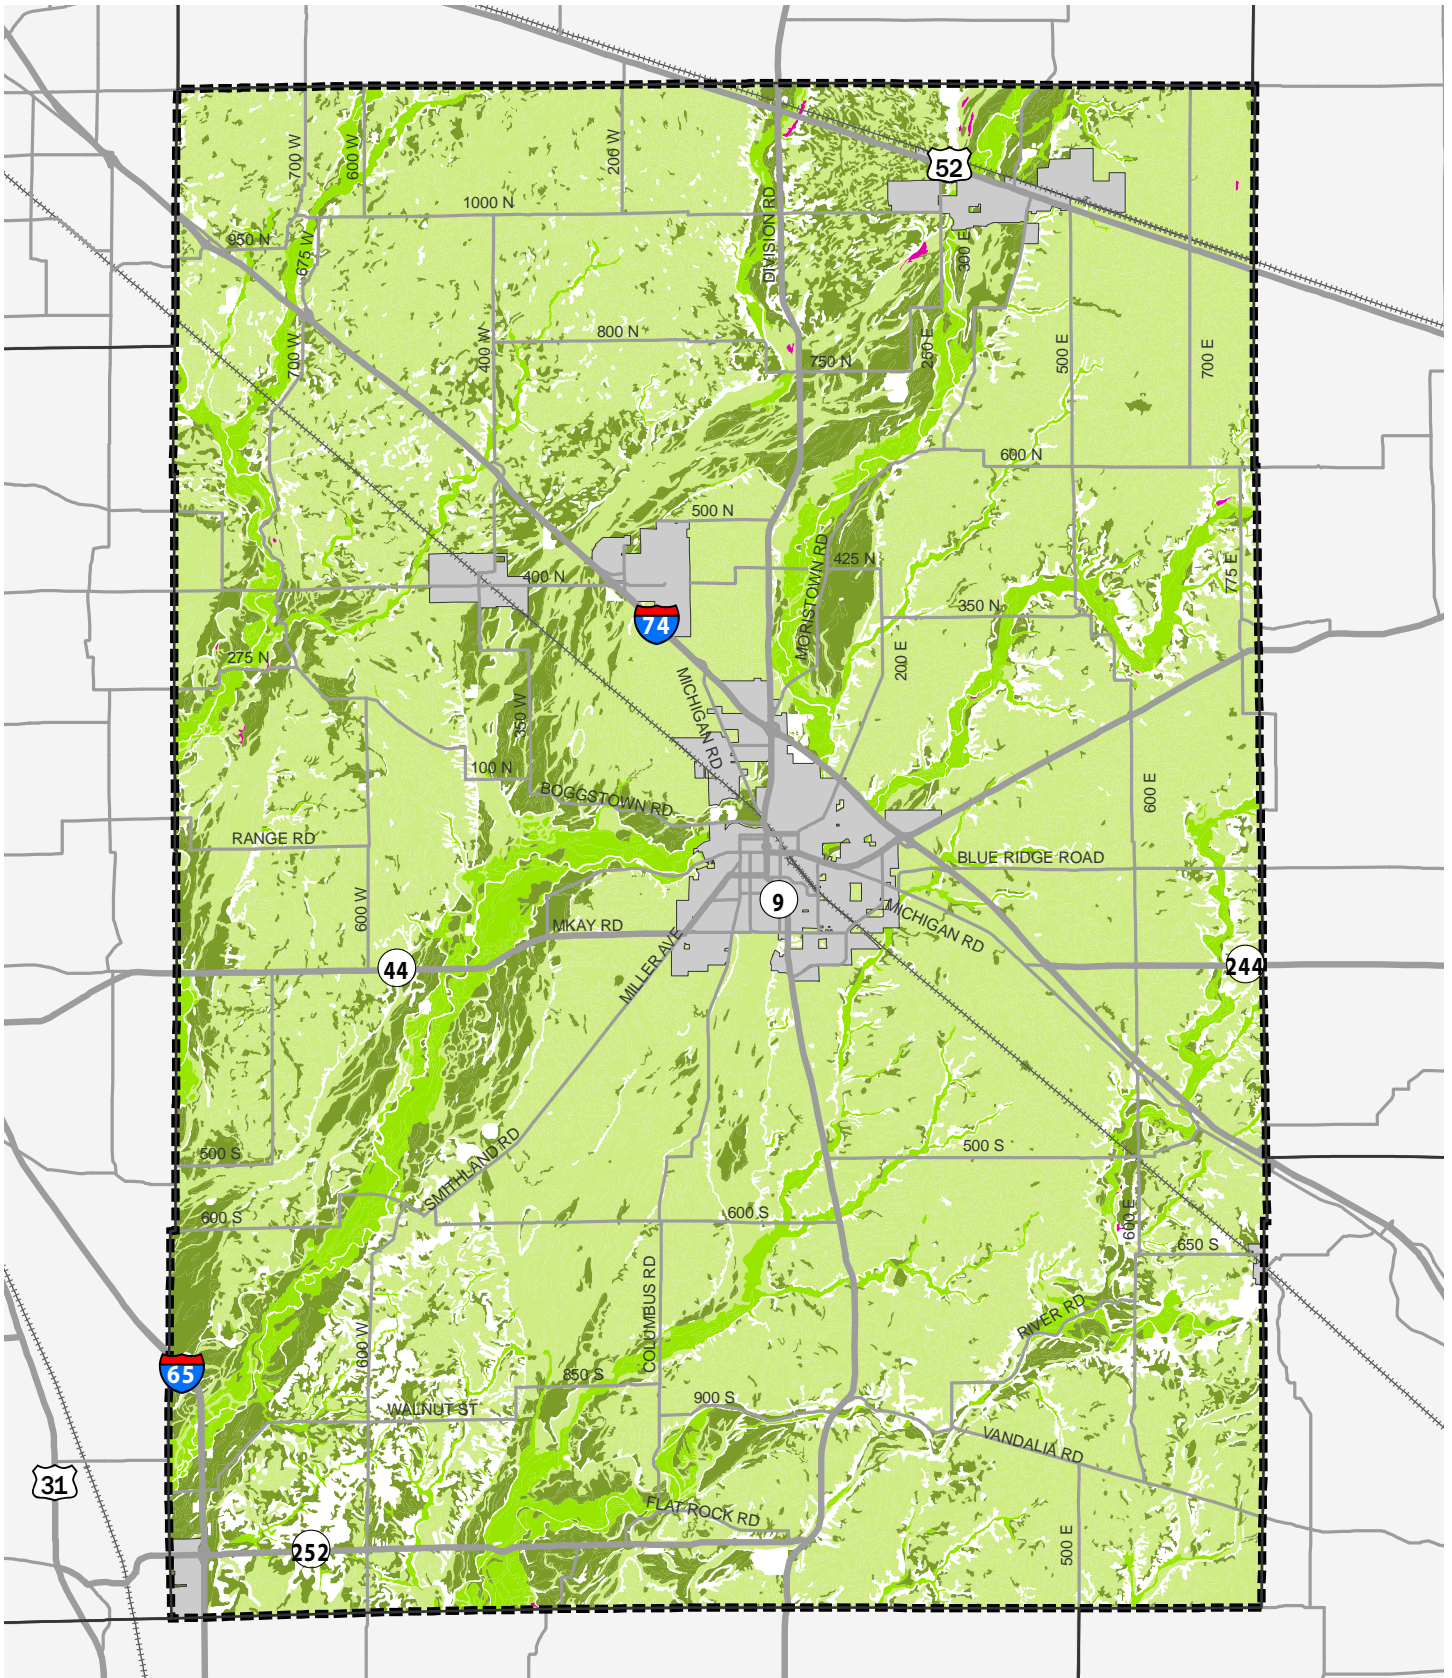 700 W
600 W
200 W
52
1000 N
DIVISION RD
950 N
675 W
300 E
800 N
400 W
700 W
750 N
250 E
500 E
700 E
600 N
500 N
MORISTOWN RD
425 N
775 E
400 N
350 N
74
275 N
200 E
MICHIGAN RD
350 W
100 N
BOGGSTOWN RD
600 E
RANGE RD
BLUE RIDGE ROAD
600 W
9
MKAY RD
MICHIGAN RD
MILLER AVE
44
244
500 S
SMITHLAND RD
500 S
600 S
600 S
600 E
650 S
COLUMBUS RD
RIVER RD
600 W
65
850 S
900 S
WALNUT ST
VANDALIA RD
31
FLAT ROCK RD
252
500 E